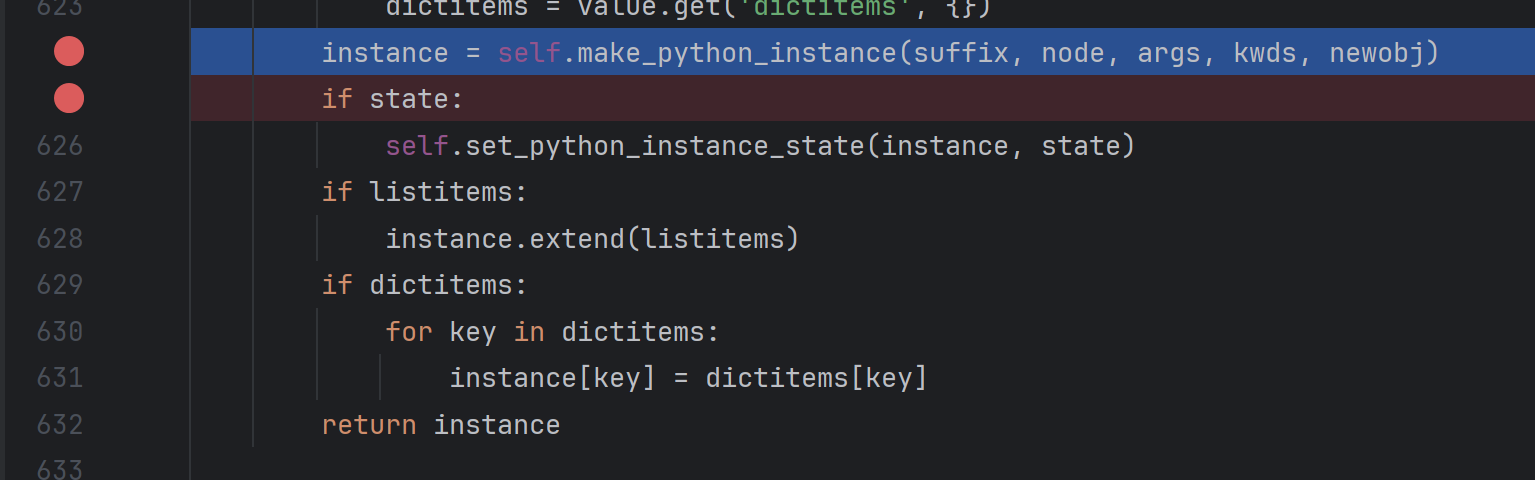 623 dictitems = value.get('dictitems', {})
instance = self.make_python_instance(suffix, node, args, kwds, newobj)
if state:
626 self.set_python_instance_state(instance, state)
627 if listitems:
628 instance.extend(listitems)
629 if dictitems:
630 for key in dictitems:
631 instance[key] = dictitems[key]
632 return instance
633